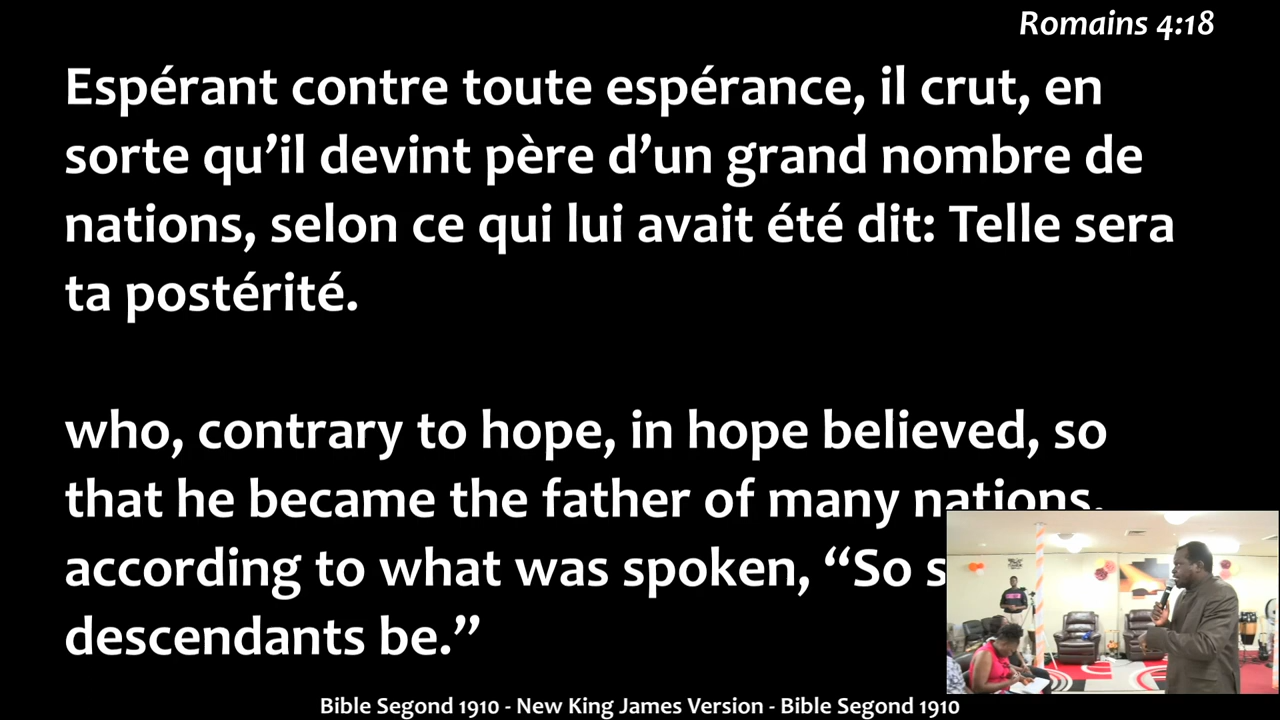 Romains 4:18
Espérant contre toute espérance, il crut, en
sorte qu’il devint père d’un grand nombre de
nations, selon ce qui lui avait été dit: Telle sera
ta postérité.
who, contrary to hope, in hope believed, so
that he became the father of many nations,
according to what was spoken, “So
descendants be.”
Bible Segond 1910 - New King James Version - Bible Segond 1910